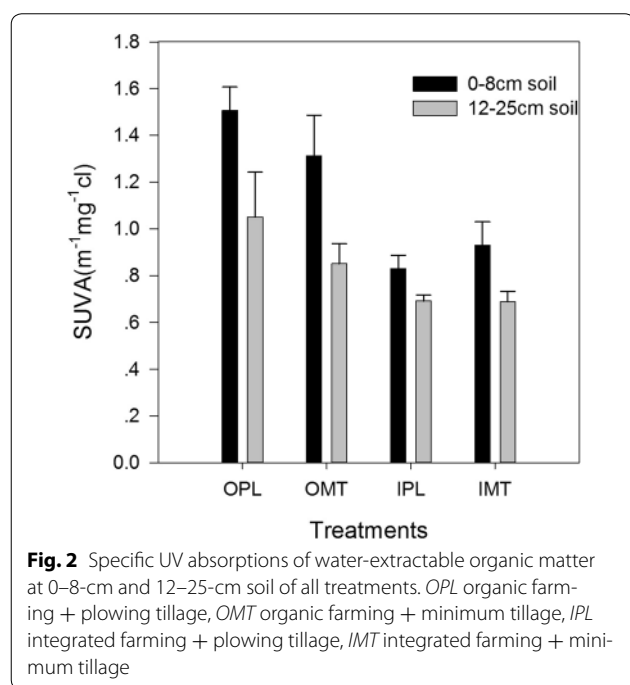 1.8
1.6
1.4
1.2
1.0
.8
.6
.4
.2
0.0
SUVA(m⁻¹mg⁻¹cl)
0-8cm soil
12-25cm soil
OPL OMT IPL IMT
Treatments
Fig. 2 Specific UV absorptions of water-extractable organic matter
at 0–8-cm and 12–25-cm soil of all treatments. OPL organic farm-
ing + plowing tillage, OMT organic farming + minimum tillage, IPL
integrated farming + plowing tillage, IMT integrated farming + mini-
mum tillage